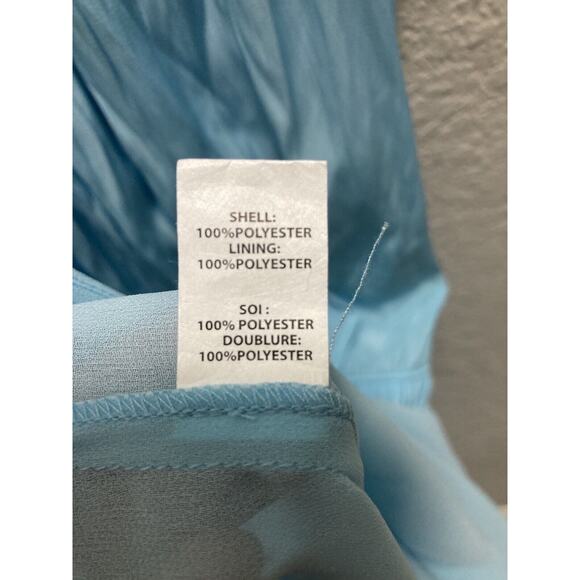 SHELL:
100%POLYESTER
LINING:
100%POLYESTER
SOI :
100% POLYESTER
DOUBLURE:
100%POLYESTER